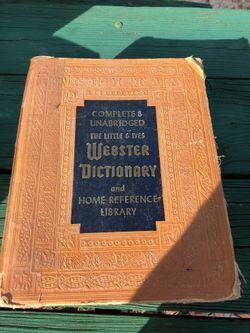 COMPLETE &
UNABRIDGED
THE LITTLE & IVES
WEBSTER
DICTIONARY
and
HOME REFERENCE
LIBRARY